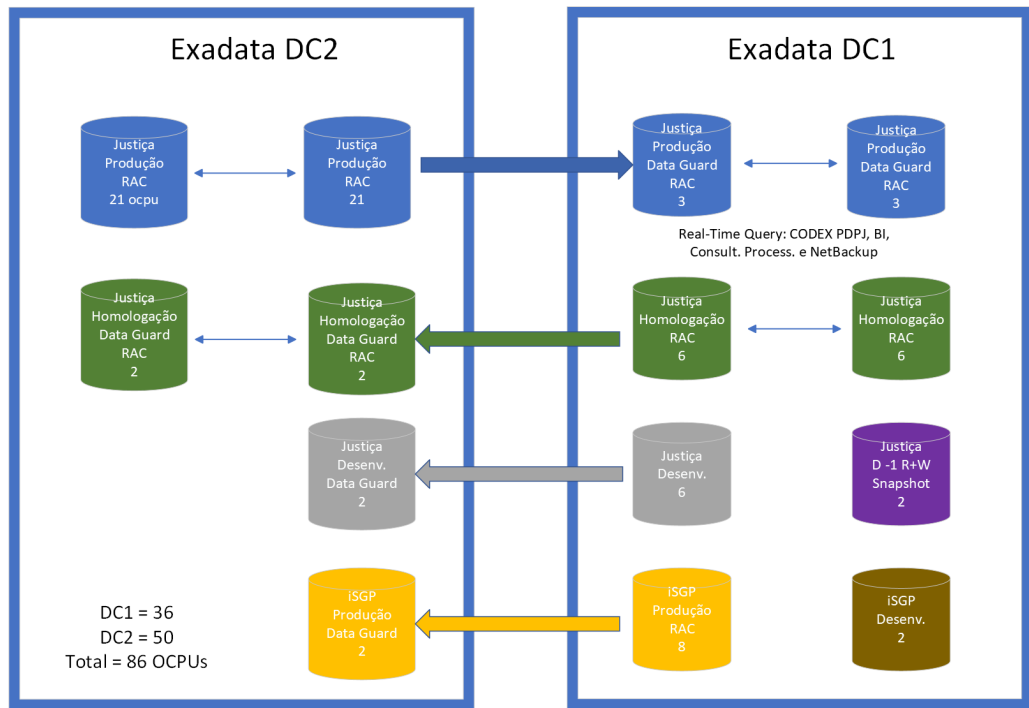 Exadata DC2
Justiça
Produção
RAC
21 ocpu
Justiça
Produção
RAC
21
Justiça
Homologação
Data Guard
RAC
2
Justiça
Homologação
Data Guard
RAC
2
Justiça
Desenv.
Data Guard
2
iSGP
Produção
Data Guard
2
DC1 = 36
DC2 = 50
Total = 86 OCPUs
Exadata DC1
Justiça
Produção
Data Guard
RAC
3
Justiça
Produção
Data Guard
RAC
3
Real-Time Query: CODEX PDPJ, BI,
Consult. Process. e NetBackup
Justiça
Homologação
RAC
6
Justiça
Homologação
RAC
6
Justiça
Desenv.
6
Justiça
D -1 R+W
Snapshot
2
iSGP
Produção
RAC
8
iSGP
Desenv.
2